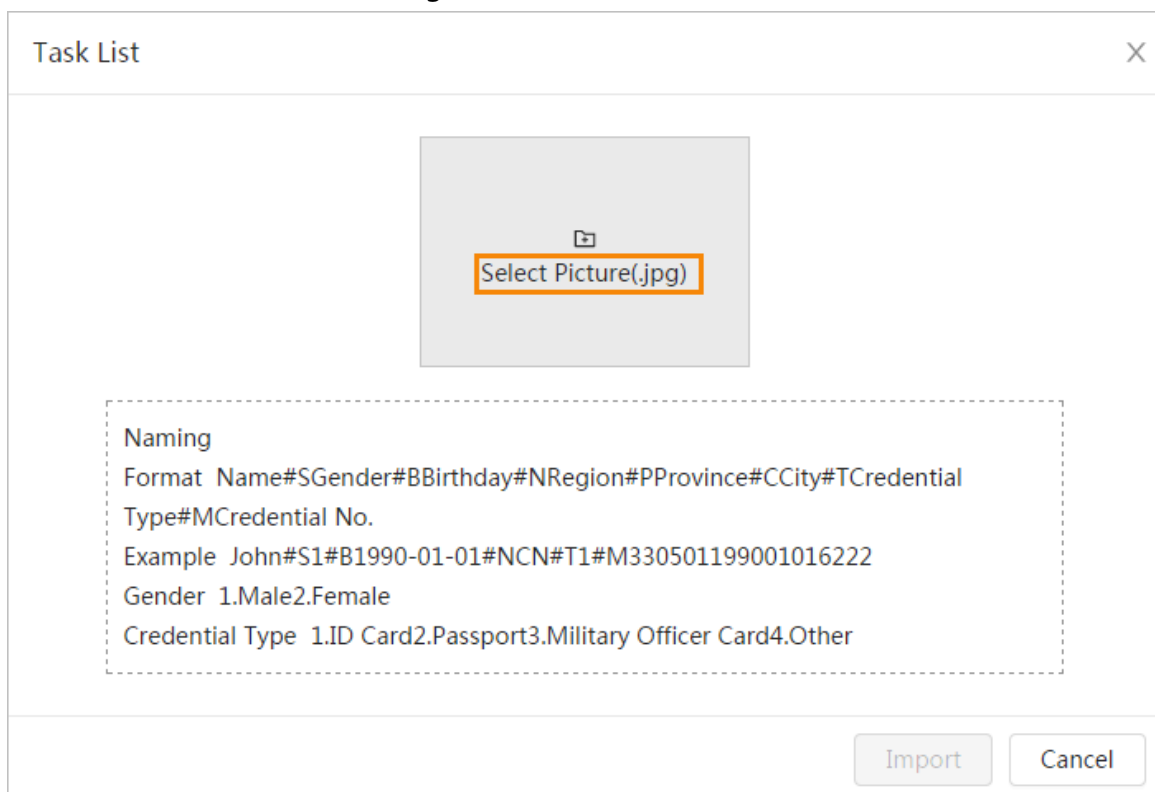 Task List
X
Select Picture(.jpg)
Naming
Format Name#SGender#BBirthday#NRegion#PProvince#CCity#TCredential
Type#MCredential No.
Example John#S1#B1990-01-01#NCN#T1#M330501199001016222
Gender 1.Male2.Female
Credential Type 1.ID Card2.Passport3.Military Officer Card4.Other
Import Cancel